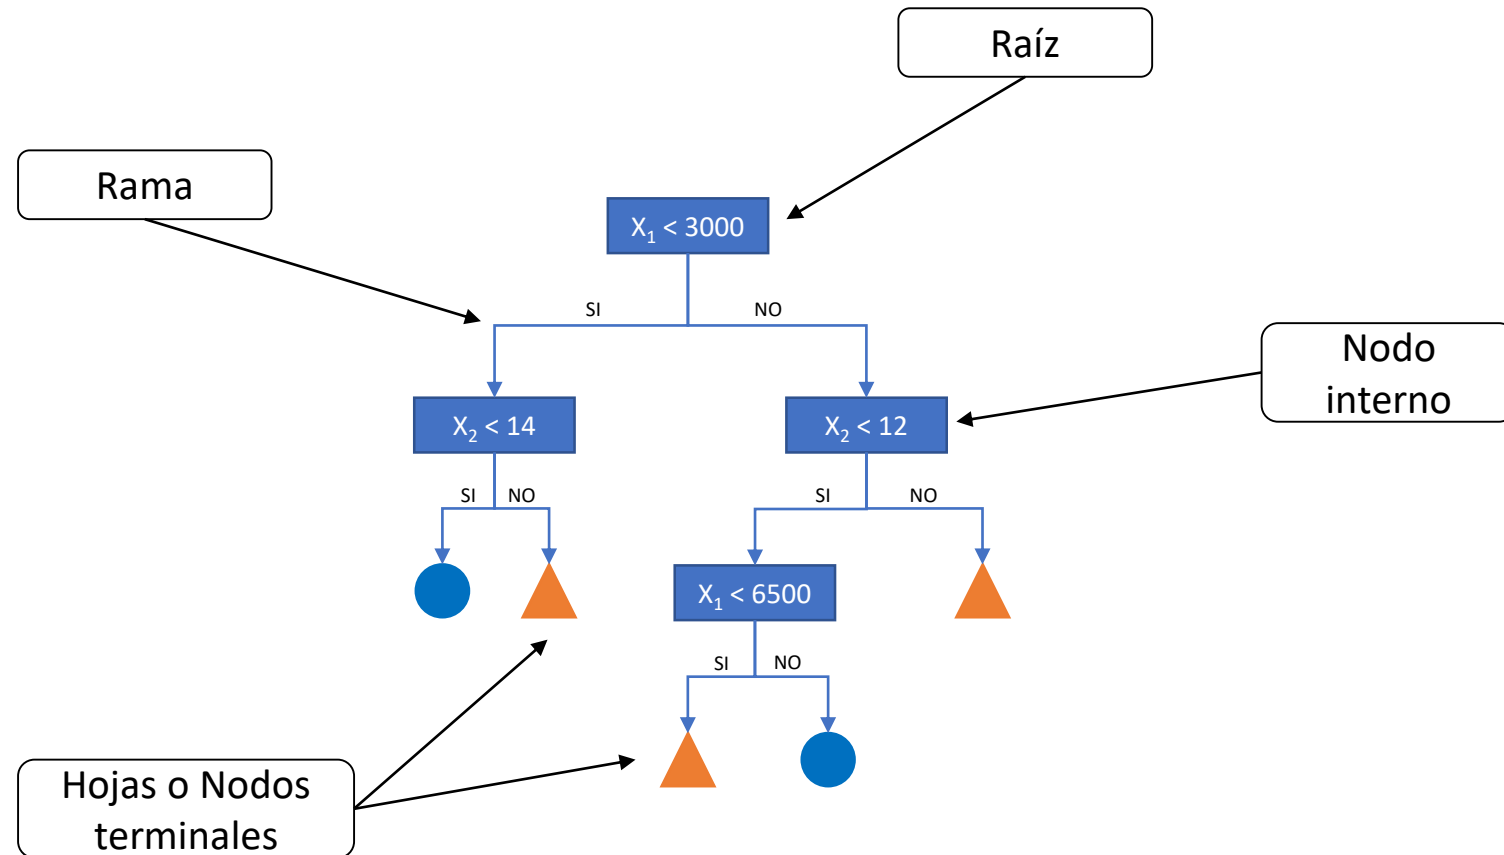 Raíz
Rama
X₁ < 3000
SI
NO
Nodo
interno
X₂ < 14
X₂ < 12
SI
NO
SI
NO
X₁ < 6500
SI
NO
Hojas o Nodos
terminales